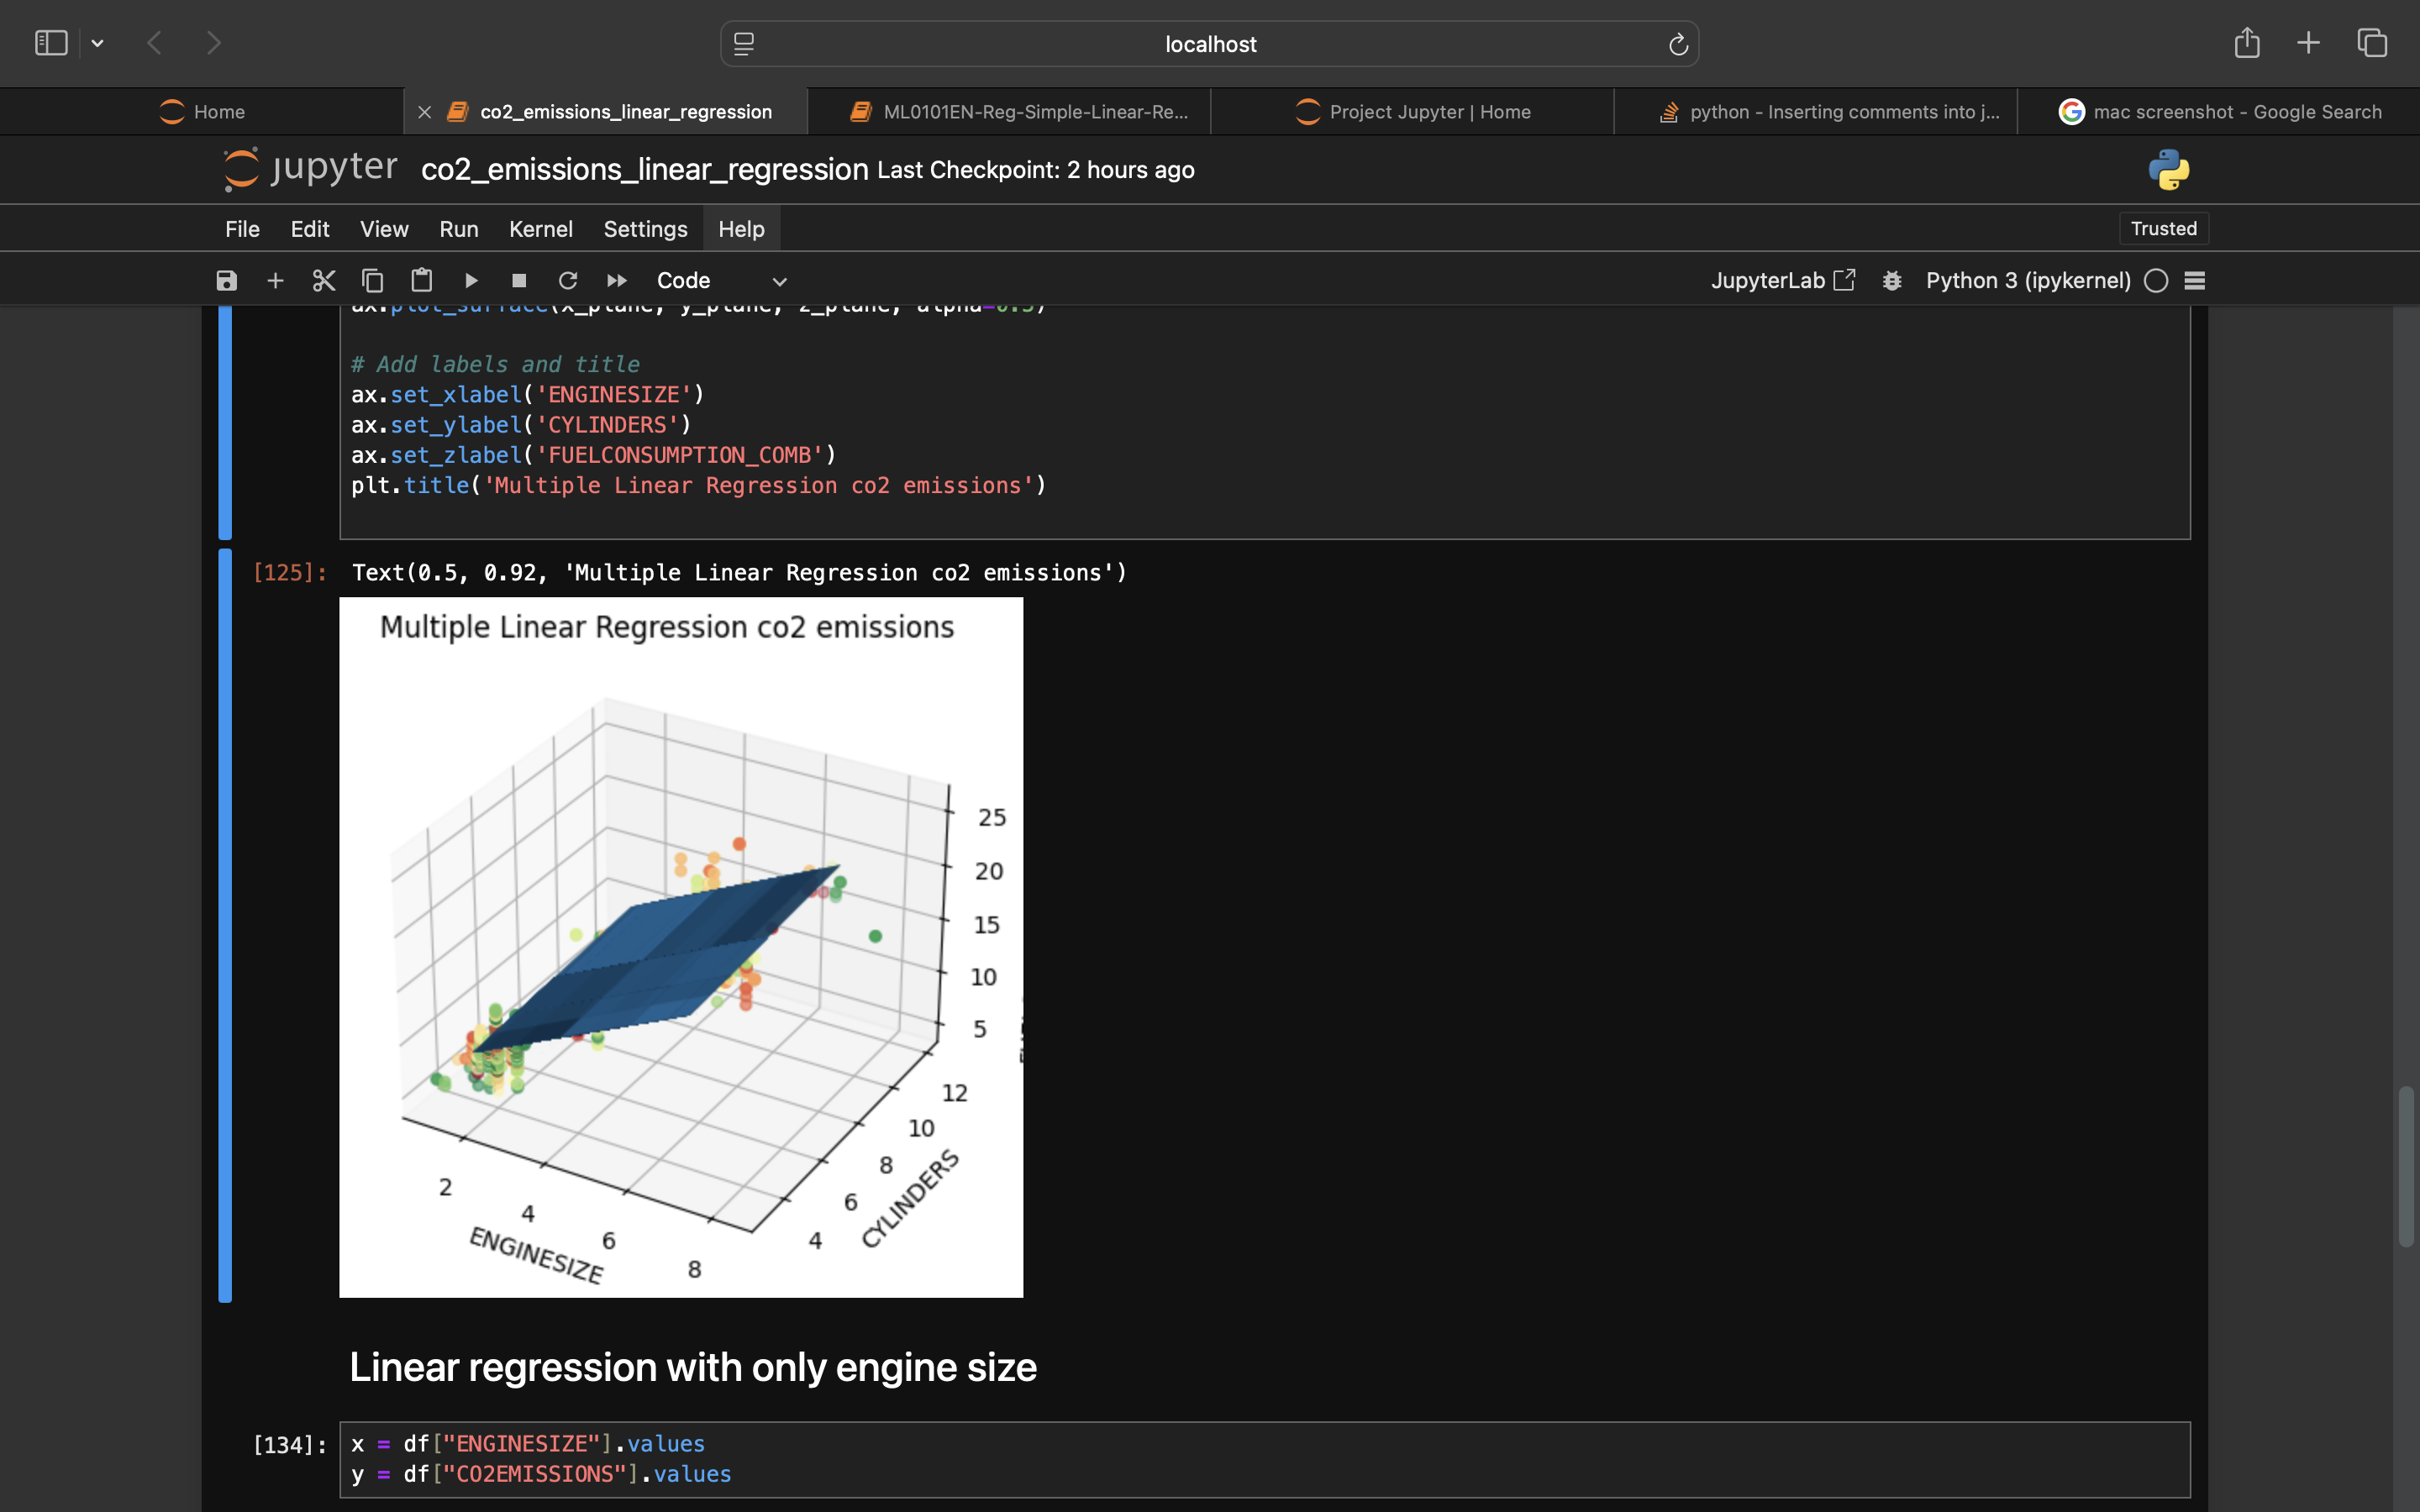 localhost
Home
co2_emissions_linear_regression
ML0101EN-Reg-Simple-Linear-Re...
Project Jupyter | Home
python - Inserting comments into j...
mac screenshot - Google Search
jupyter co2_emissions_linear_regression Last Checkpoint: 2 hours ago
File Edit View Run Kernel Settings Help
Trusted
Code
JupyterLab
Python 3 (ipykernel)
ax.plot_surface(x_plane, y_plane, z_plane, alpha=0.5)
# Add labels and title
ax.set_xlabel('ENGINESIZE')
ax.set_ylabel('CYLINDERS')
ax.set_zlabel('FUELCONSUMPTION_COMB')
plt.title('Multiple Linear Regression co2 emissions')
[125]: Text(0.5, 0.92, 'Multiple Linear Regression co2 emissions')
Multiple Linear Regression co2 emissions
25
20
15
10
5
12
10
8
6
4
CYLINDERS
2
4
6
8
ENGINESIZE
Linear regression with only engine size
[134]: x = df["ENGINESIZE"].values
y = df["CO2EMISSIONS"].values